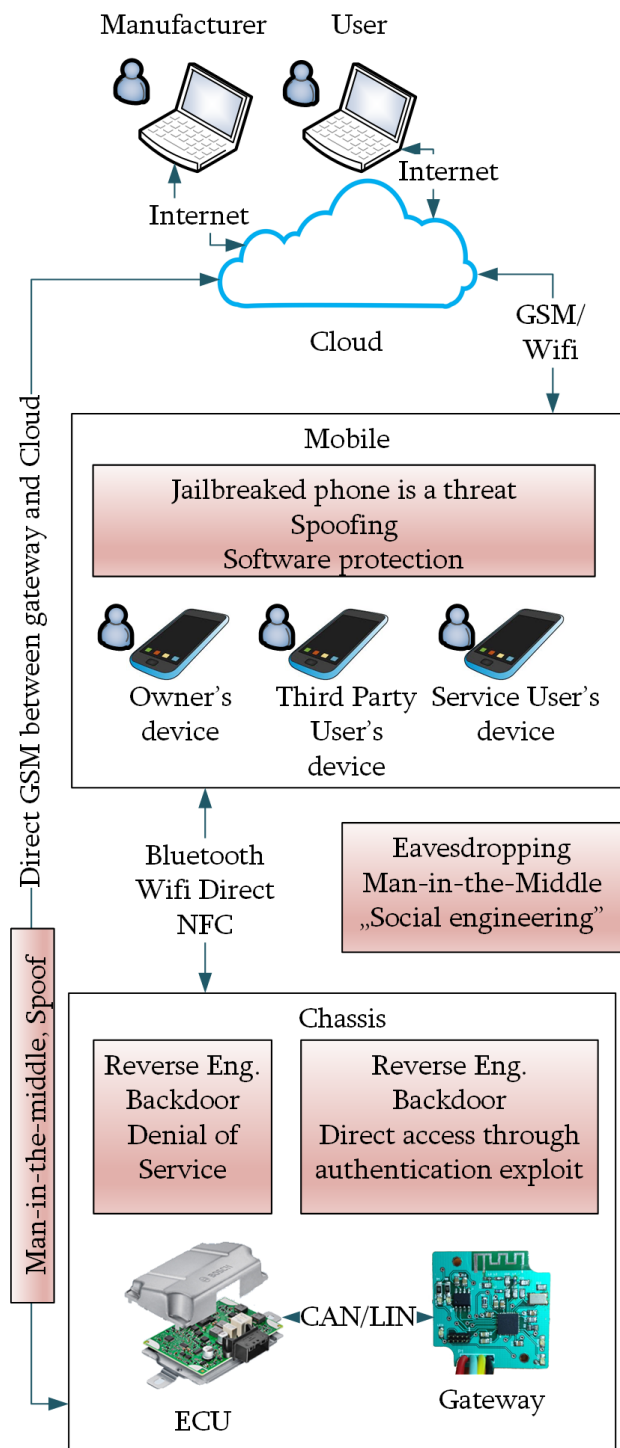 Manufacturer
User
Internet
Internet
Cloud
GSM/
Wifi
Direct GSM between gateway and Cloud
Mobile
Jailbreaked phone is a threat
Spoofing
Software protection
Owner's
device
Third Party
User's
device
Service User's
device
Bluetooth
Wifi Direct
NFC
Eavesdropping
Man-in-the-Middle
„Social engineering”
Man-in-the-middle, Spoof
Chassis
Reverse Eng.
Backdoor
Denial of
Service
Reverse Eng.
Backdoor
Direct access through
authentication exploit
BOSCH
CAN/LIN
ECU
Gateway